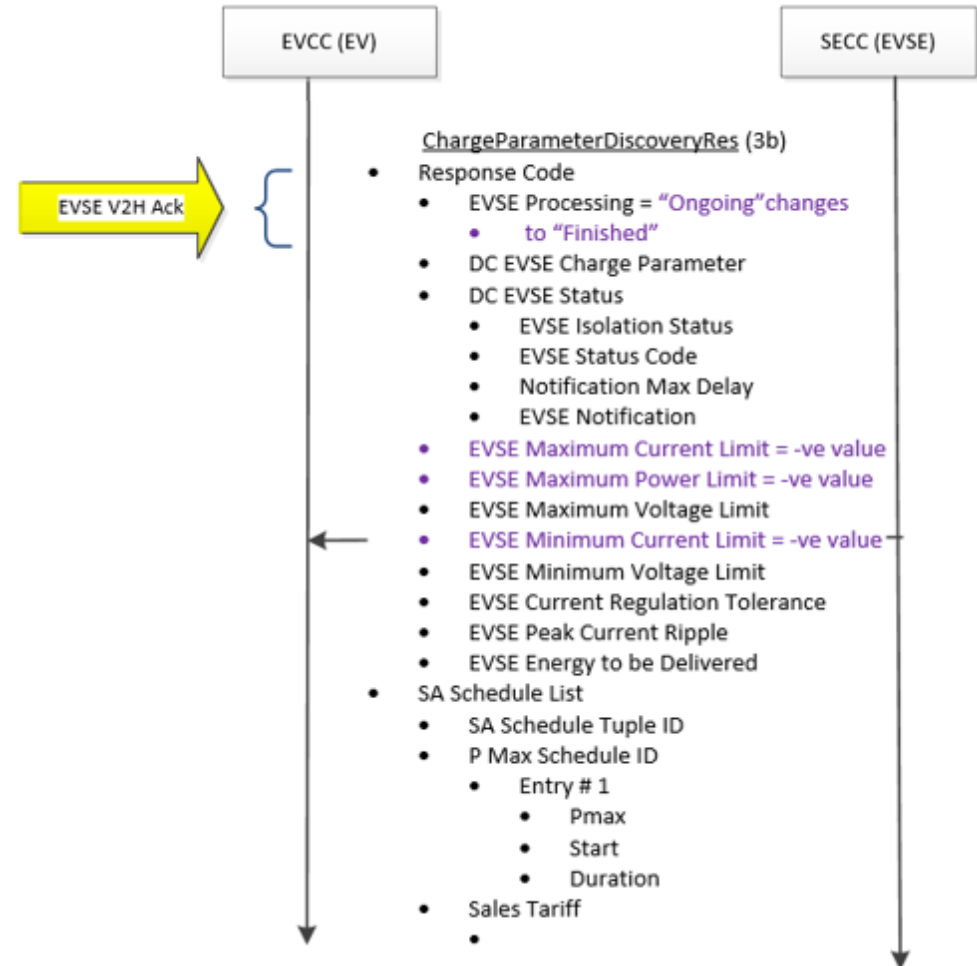 EVCC (EV)
SECC (EVSE)
ChargeParameterDiscoveryRes (3b)
• Response Code
EVSE V2H Ack
• EVSE Processing = “Ongoing”changes
• to “Finished”
• DC EVSE Charge Parameter
• DC EVSE Status
• EVSE Isolation Status
• EVSE Status Code
• Notification Max Delay
• EVSE Notification
• EVSE Maximum Current Limit = -ve value
• EVSE Maximum Power Limit = -ve value
• EVSE Maximum Voltage Limit
• EVSE Minimum Current Limit = -ve value
• EVSE Minimum Voltage Limit
• EVSE Current Regulation Tolerance
• EVSE Peak Current Ripple
• EVSE Energy to be Delivered
• SA Schedule List
• SA Schedule Tuple ID
• P Max Schedule ID
• Entry # 1
• Pmax
• Start
• Duration
• Sales Tariff
•